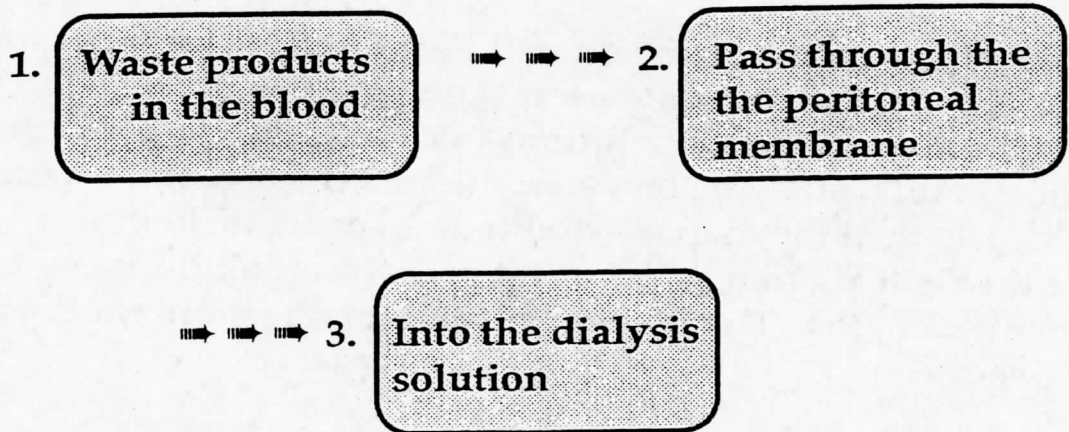 1. Waste products
in the blood
2. Pass through the
the peritoneal
membrane
3. Into the dialysis
solution